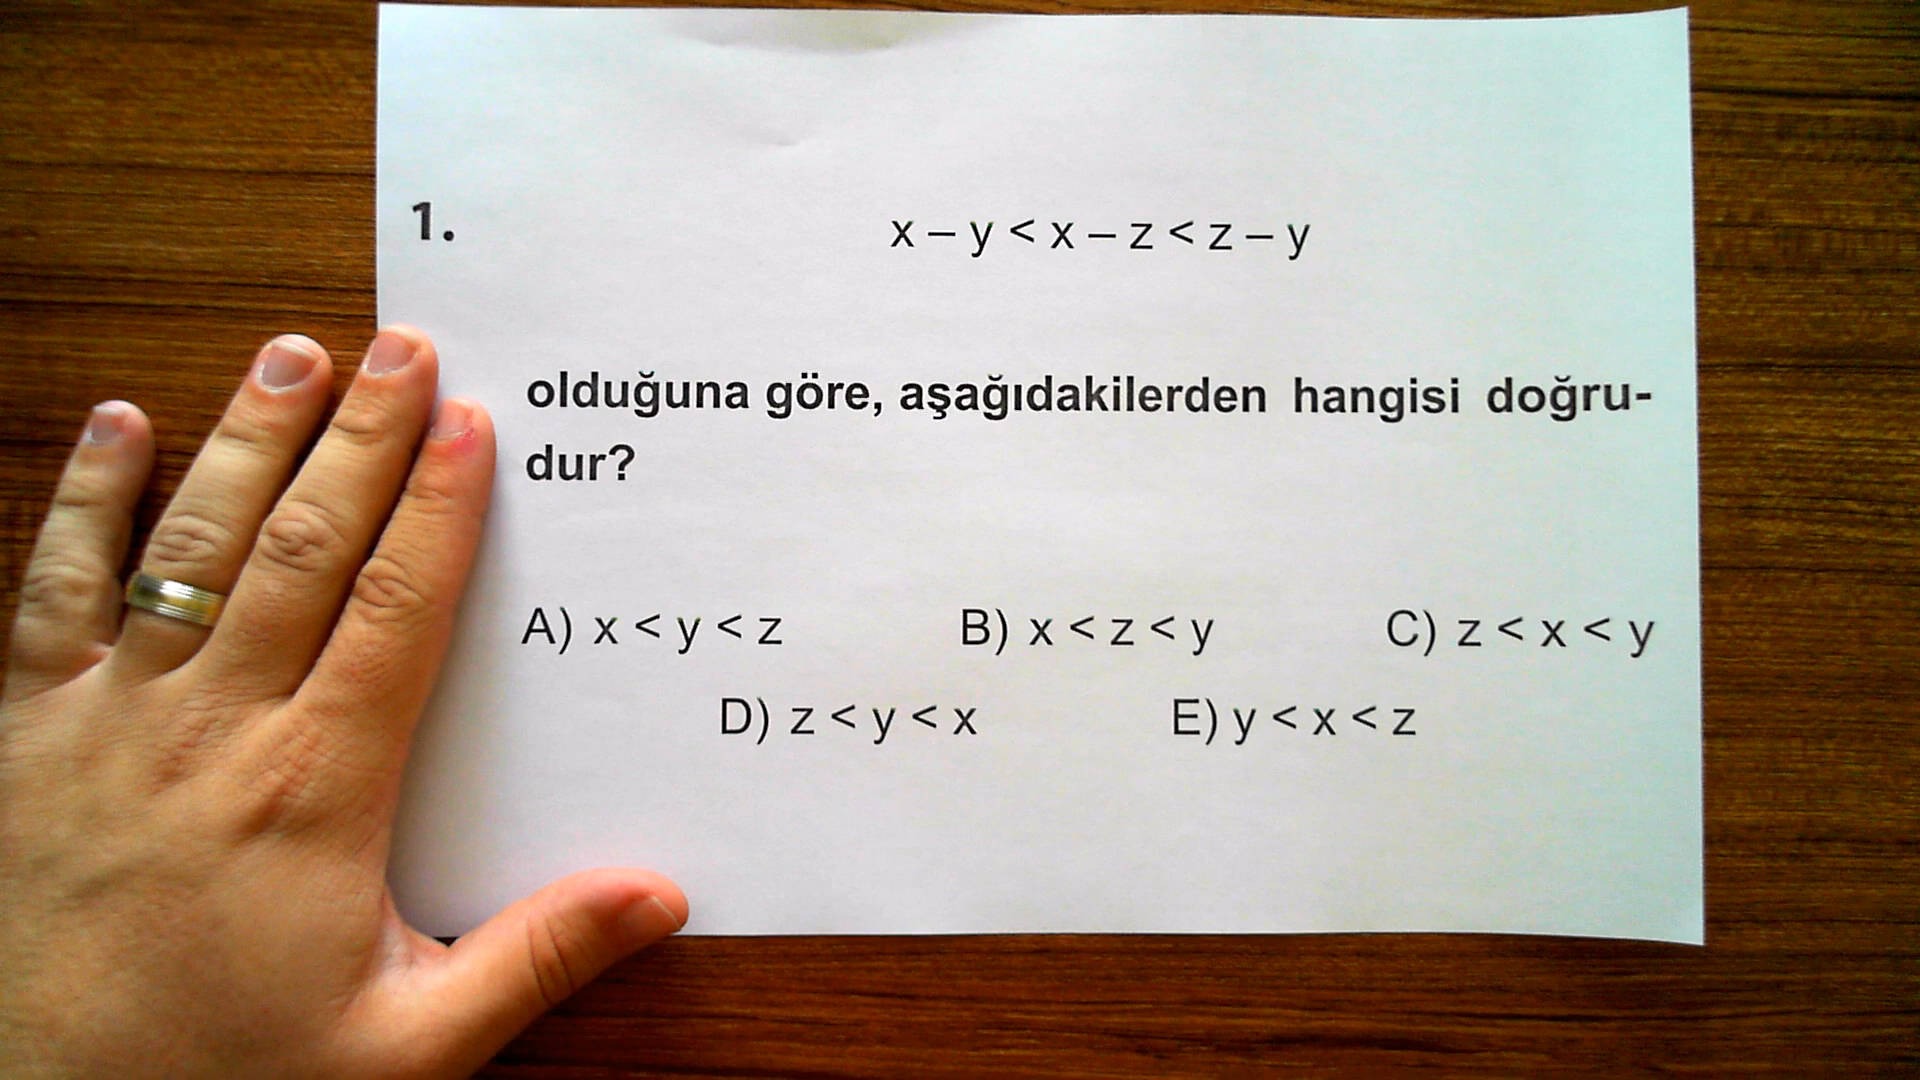 1. x – y < x – z < z – y
olduğuna göre, aşağıdakilerden hangisi doğru-
dur?
A) x < y < z B) x < z < y C) z < x < y
D) z < y < x E) y < x < z